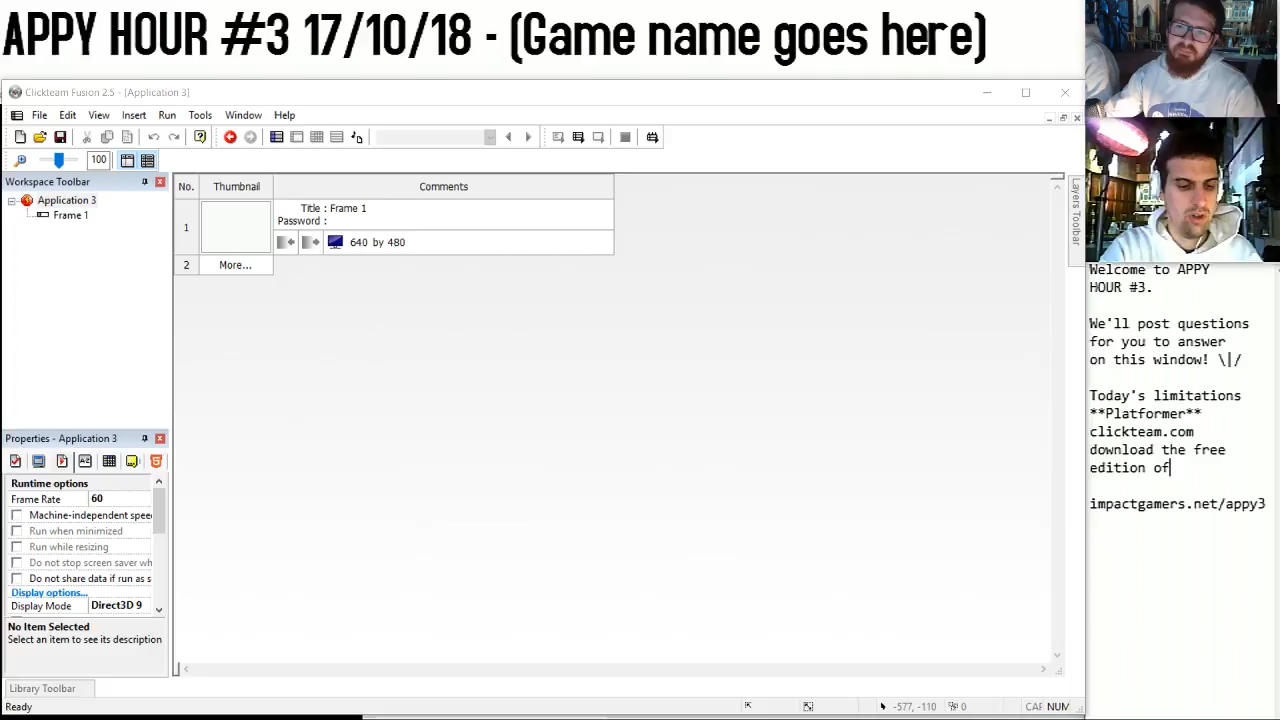 APPY HOUR #3 17/10/18 - (Game name goes here)
Clickteam Fusion 2.5 - [Application 3]
File Edit View Insert Run Tools Window Help
100
Workspace Toolbar
Application 3
Frame 1
No. Thumbnail Comments
1
Title : Frame 1
Password :
640 by 480
2 More...
Layers Toolbar
Properties - Application 3
Runtime options
Frame Rate 60
Machine-independent spee
Run when minimized
Run while resizing
Do not stop screen saver wh
Do not share data if run as s
Display options...
Display Mode Direct3D 9
No Item Selected
Select an item to see its description
Library Toolbar
Ready
-577, -110
0
CAP NUM
Welcome to APPY
HOUR #3.
We'll post questions
for you to answer
on this window! \|/
Today's limitations
**Platformer**
clickteam.com
download the free
edition of
impactgamers.net/appy3